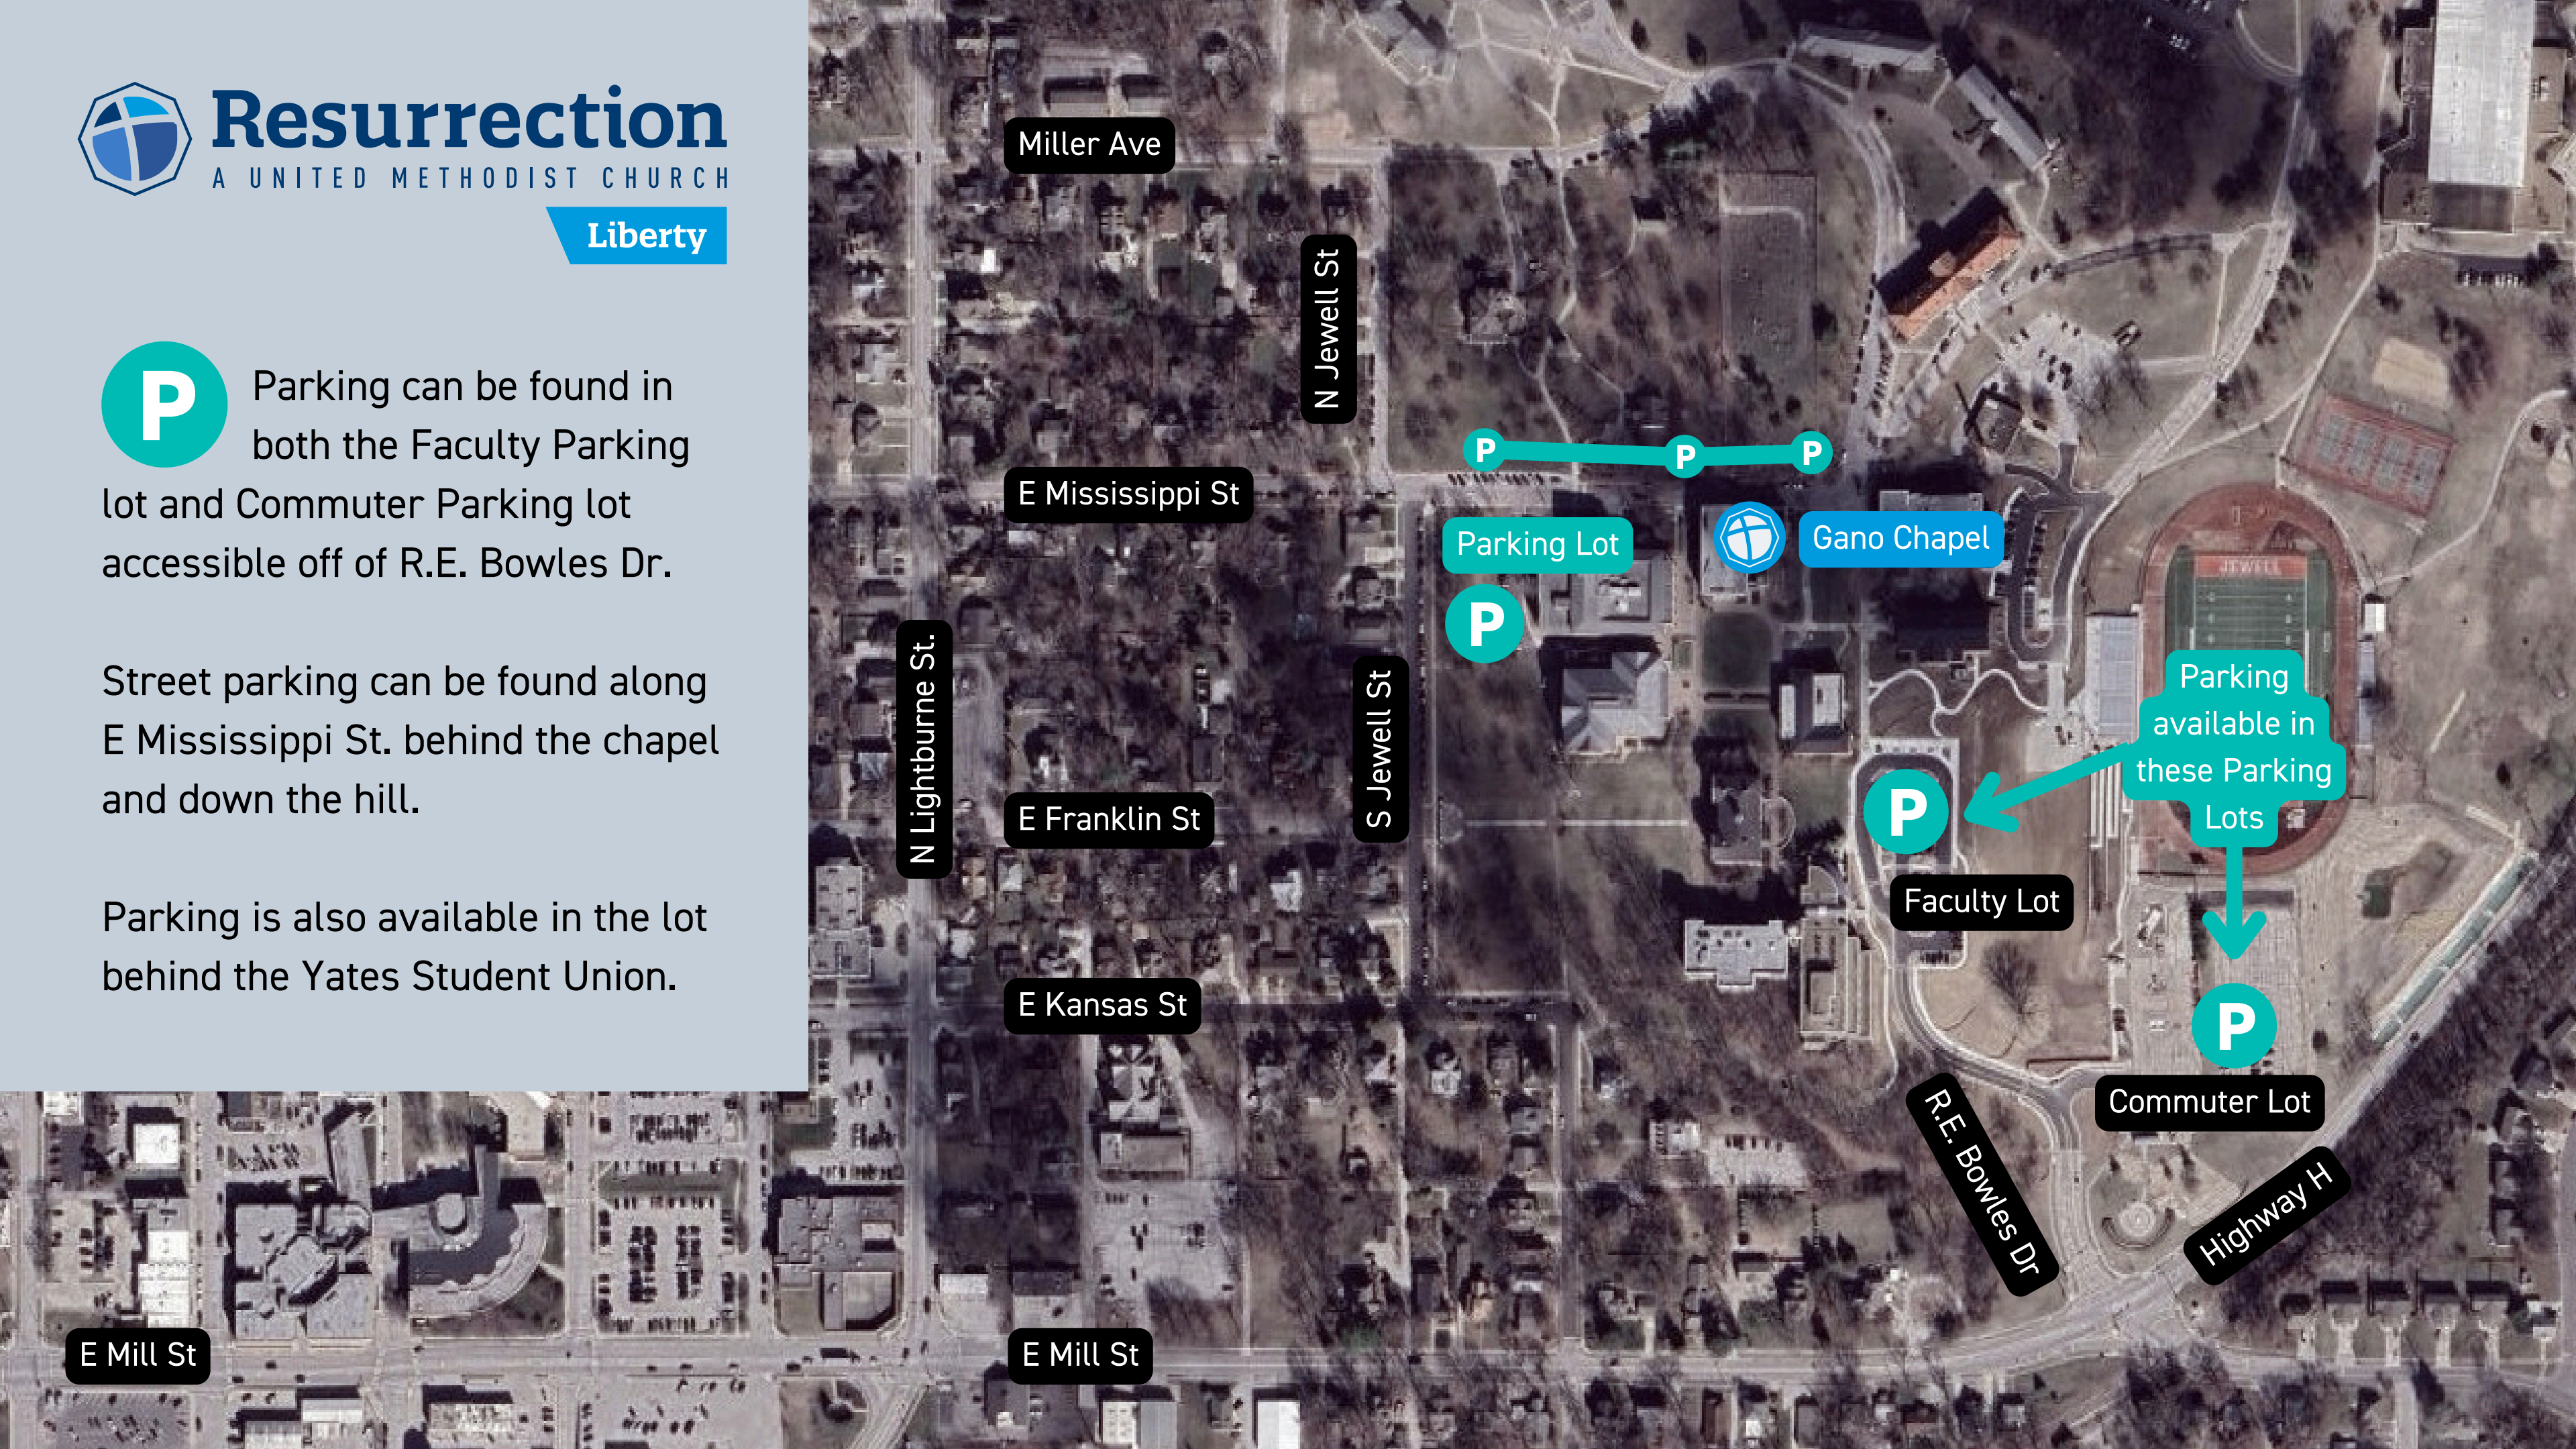 Resurrection
A UNITED METHODIST CHURCH
Liberty
P
Parking can be found in
both the Faculty Parking
lot and Commuter Parking lot
accessible off of R.E. Bowles Dr.
Street parking can be found along
E Mississippi St. behind the chapel
and down the hill.
Parking is also available in the lot
behind the Yates Student Union.
Miller Ave
N Jewell St
P
P
P
E Mississippi St
Parking Lot
P
Gano Chapel
JEWELL
N Lightburne St.
S Jewell St
E Franklin St
Parking
available in
these Parking
Lots
P
Faculty Lot
E Kansas St
P
Commuter Lot
R.E. Bowles Dr
Highway H
E Mill St
E Mill St